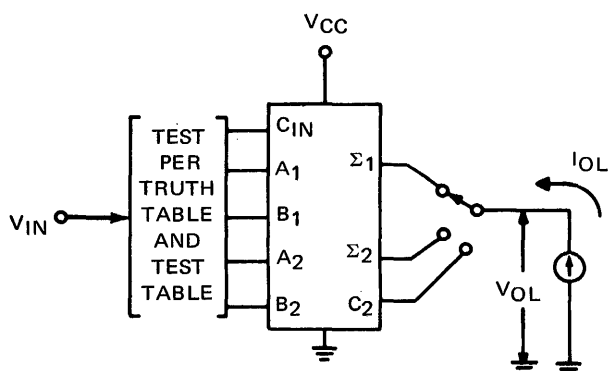 VCC
TEST
PER
TRUTH
TABLE
AND
TEST
TABLE
VIN
CIN
A1
B1
A2
B2
Σ1
Σ2
C2
IOL
VOL